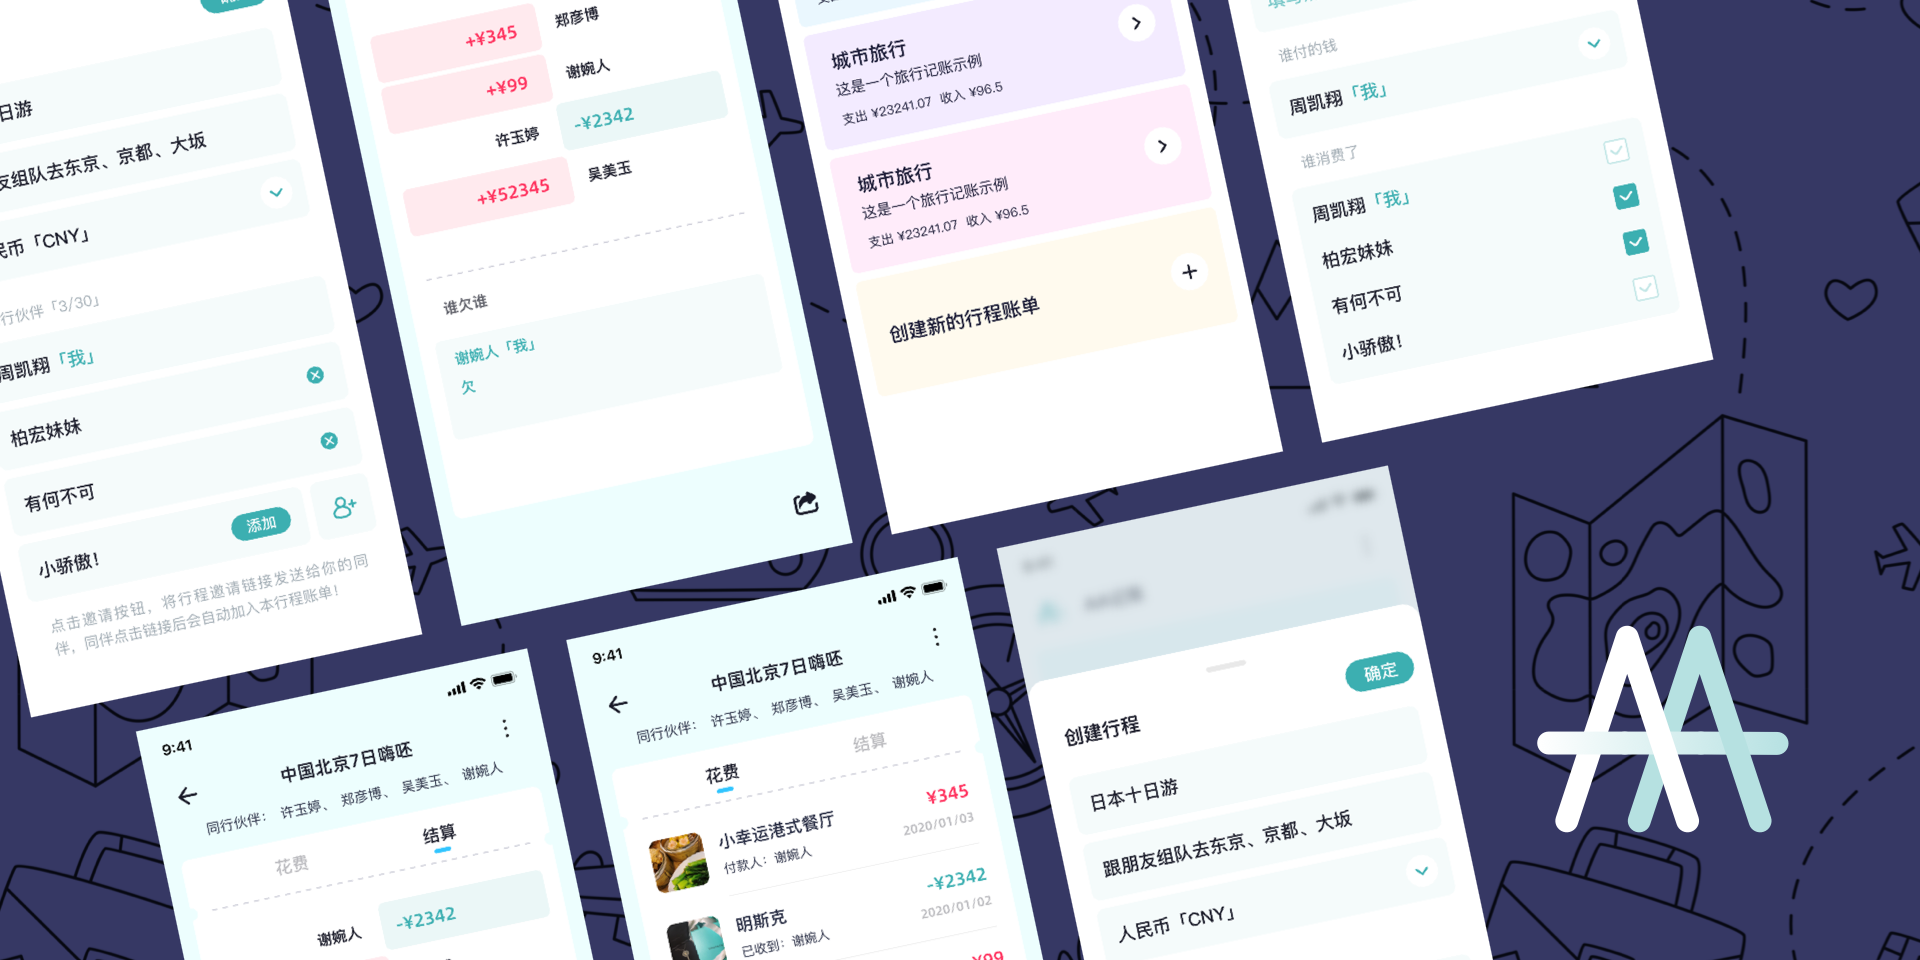 日游
友组队去东京、京都、大坂
民币「CNY」
行伙伴「3/30」
周凯翔「我」
柏宏妹妹
有何不可
小骄傲！
添加
点击邀请按钮，将行程邀请链接发送给你的同
伴，同伴点击链接后会自动加入本行程账单！
+¥345 郑彦博
+¥99 谢婉人
许玉婷 -¥2342
+¥52345 吴美玉
谁欠谁
谢婉人「我」
欠
城市旅行
这是一个旅行记账示例
支出 ¥23241.07 收入 ¥96.5
城市旅行
这是一个旅行记账示例
支出 ¥23241.07 收入 ¥96.5
创建新的行程账单
谁付的钱
周凯翔「我」
谁消费了
周凯翔「我」
柏宏妹妹
有何不可
小骄傲！
9:41
中国北京7日嗨呸
同行伙伴： 许玉婷、 郑彦博、 吴美玉、 谢婉人
花费 结算
谢婉人 -¥2342
9:41
中国北京7日嗨呸
同行伙伴： 许玉婷、 郑彦博、 吴美玉、 谢婉人
花费 结算
小幸运港式餐厅 ¥345
付款人：谢婉人 2020/01/03
明斯克 -¥2342
已收到：谢婉人 2020/01/02
¥99
确定
创建行程
日本十日游
跟朋友组队去东京、京都、大坂
人民币「CNY」
AA